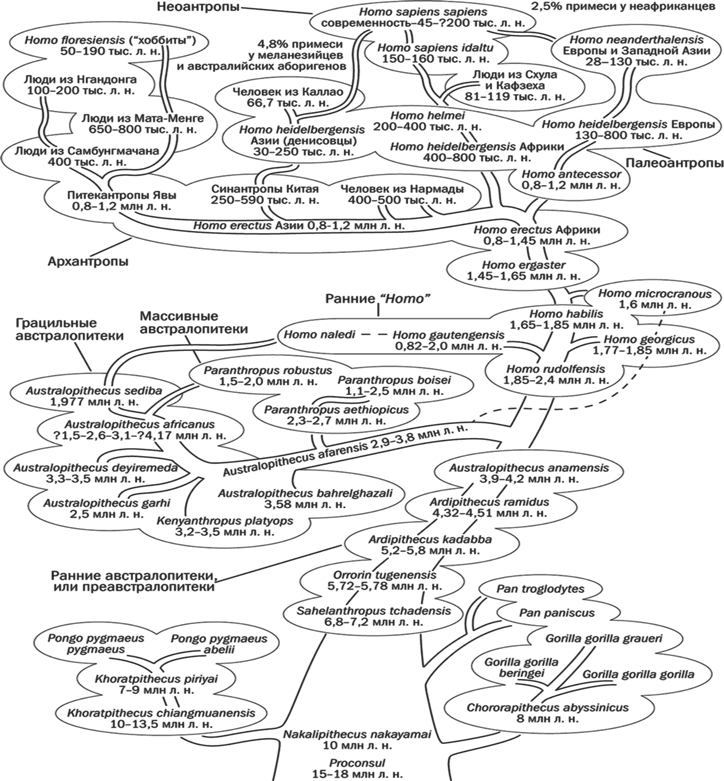 Неоантропы
Homo sapiens sapiens
современность-45-?200 тыс. л. н.
2,5% примеси у неафриканцев
Homo floresiensis (“хоббиты”)
50–190 тыс. л. н.
4,8% примеси
у меланезийцев
и австралийских аборигенов
Homo sapiens idaltu
150–160 тыс. л. н.
Homo neanderthalensis
Европы и Западной Азии
28–130 тыс. л. н.
Люди из Нгандонга
100–200 тыс. л. н.
Человек из Каллао
66,7 тыс. л. н.
Люди из Схула
и Кафзеха
81–119 тыс. л. н.
Люди из Мата-Менге
650–800 тыс. л. н.
Homo heidelbergensis
Азии (денисовцы)
30–250 тыс. л. н.
Homo helmei
200–400 тыс. л. н.
Homo heidelbergensis Африки
400–800 тыс. л. н.
Homo heidelbergensis Европы
130–800 тыс. л. н.
Люди из Самбунгмачана
400 тыс. л. н.
Палеоантропы
Homo antecessor
0,8–1,2 млн л. н.
Питекантропы Явы
0,8–1,2 млн л. н.
Синантропы Китая
250–590 тыс. л. н.
Человек из Нармады
400–500 тыс. л. н.
Homo erectus Азии 0,8–1,2 млн л. н.
Homo erectus Африки
0,8–1,45 млн л. н.
Архантропы
Homo ergaster
1,45–1,65 млн л. н.
Ранние “Homo”
Homo microcranous
1,6 млн л. н.
Грацильные
австралопитеки
Массивные
австралопитеки
Homo habilis
1,65–1,85 млн л. н.
Homo naledi
Homo gautengensis
0,82–2,0 млн л. н.
Homo georgicus
1,77–1,85 млн л. н.
Homo rudolfensis
1,85–2,4 млн л. н.
Australopithecus sediba
1,977 млн л. н.
Paranthropus robustus
1,5–2,0 млн л. н.
Paranthropus boisei
1,1–2,5 млн л. н.
Paranthropus aethiopicus
2,3–2,7 млн л. н.
Australopithecus africanus
?1,5–2,6–3,1–?4,17 млн л. н.
Australopithecus afarensis 2,9–3,8 млн л. н.
Australopithecus deyiremeda
3,3–3,5 млн л. н.
Australopithecus anamensis
3,9–4,2 млн л. н.
Australopithecus garhi
2,5 млн л. н.
Australopithecus bahrelghazali
3,58 млн л. н.
Kenyanthropus platyops
3,2–3,5 млн л. н.
Ardipithecus ramidus
4,32–4,51 млн л. н.
Ardipithecus kadabba
5,2–5,8 млн л. н.
Ранние австралопитеки,
или преавстралопитеки
Orrorin tugenensis
5,72–5,78 млн л. н.
Sahelanthropus tchadensis
6,8–7,2 млн л. н.
Pan troglodytes
Pan paniscus
Pongo pygmaeus
pygmaeus
Pongo pygmaeus
abelii
Gorilla gorilla graueri
Gorilla gorilla
beringei
Gorilla gorilla gorilla
Khoratpithecus piriyai
7–9 млн л. н.
Khoratpithecus chiangmuanensis
10–13,5 млн л. н.
Chororapithecus abyssinicus
8 млн л. н.
Nakalipithecus nakayamai
10 млн л. н.
Proconsul
15–18 млн л. н.